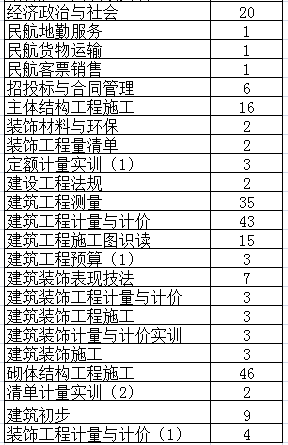 经济政治与社会 20
民航地勤服务 1
民航货物运输 1
民航客票销售 1
招投标与合同管理 6
主体结构工程施工 16
装饰材料与环保 2
装饰工程量清单 2
定额计量实训（1） 3
建设工程法规 2
建筑工程测量 35
建筑工程计量与计价 43
建筑工程施工图识读 15
建筑工程预算（1） 3
建筑装饰表现技法 7
建筑装饰工程计量与计价 3
建筑装饰工程施工 3
建筑装饰计量与计价实训 3
建筑装饰施工 3
砌体结构工程施工 46
清单计量实训（2） 2
建筑初步 9
装饰工程计量与计价（1） 4